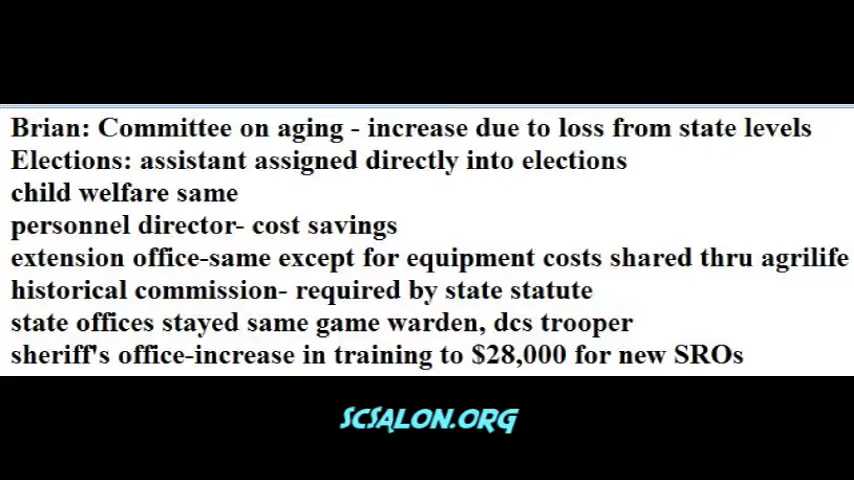 Brian: Committee on aging - increase due to loss from state levels
Elections: assistant assigned directly into elections
child welfare same
personnel director- cost savings
extension office-same except for equipment costs shared thru agrilife
historical commission- required by state statute
state offices stayed same game warden, dcs trooper
sheriff's office-increase in training to $28,000 for new SROs
SCSALON.ORG